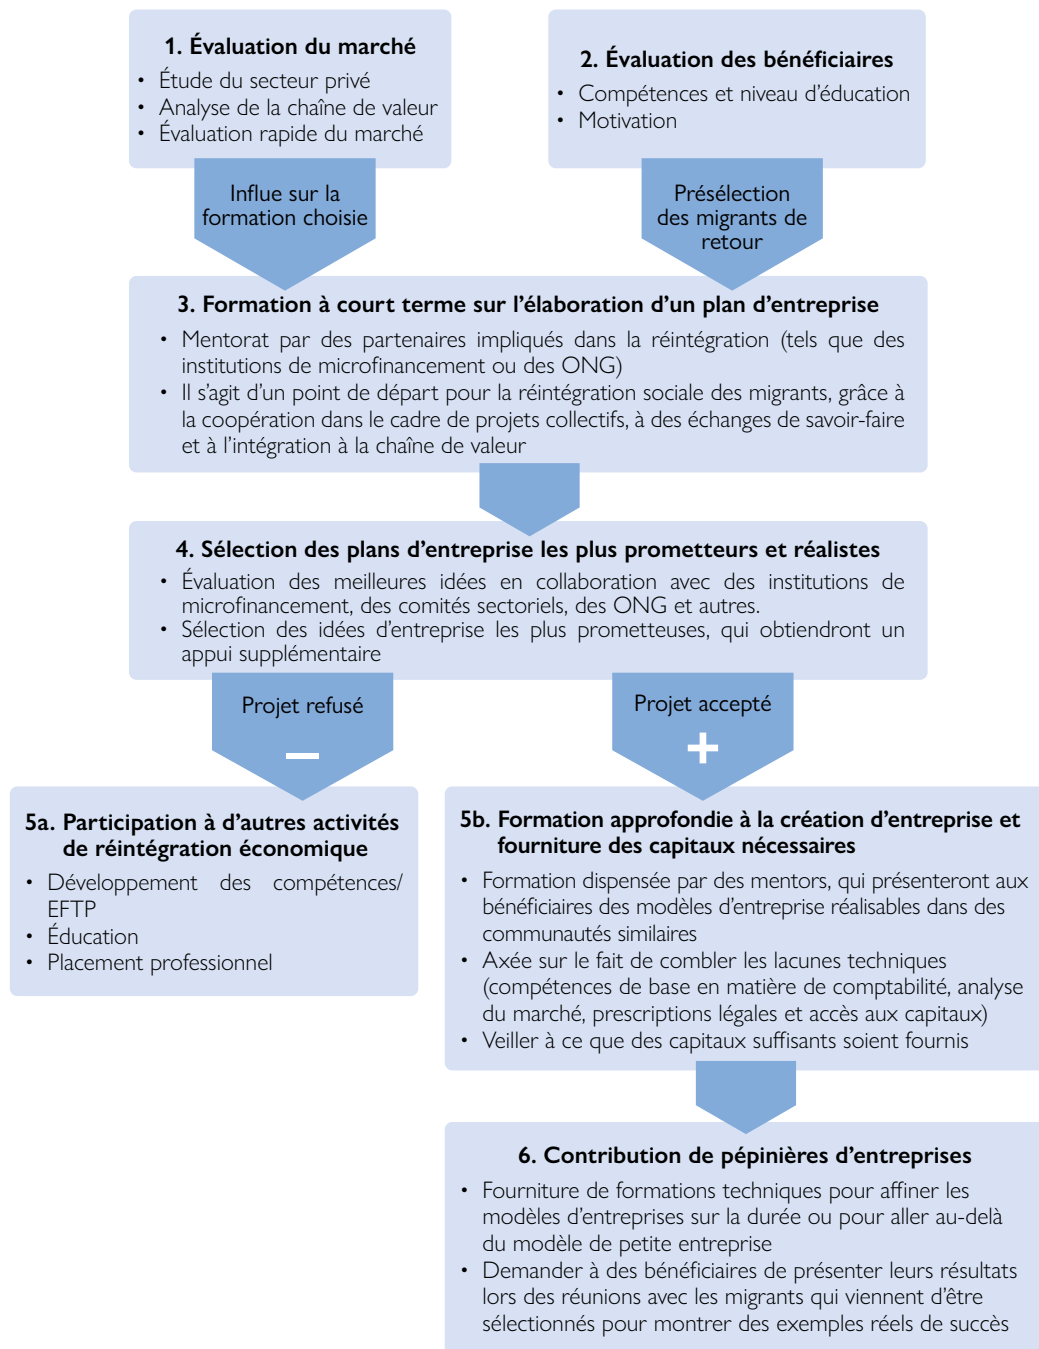 1. Évaluation du marché
• Étude du secteur privé
• Analyse de la chaîne de valeur
• Évaluation rapide du marché
2. Évaluation des bénéficiaires
• Compétences et niveau d'éducation
• Motivation
Influe sur la
formation choisie
Présélection
des migrants de
retour
3. Formation à court terme sur l'élaboration d'un plan d'entreprise
• Mentorat par des partenaires impliqués dans la réintégration (tels que des
institutions de microfinancement ou des ONG)
• Il s'agit d'un point de départ pour la réintégration sociale des migrants, grâce à
la coopération dans le cadre de projets collectifs, à des échanges de savoir-faire
et à l'intégration à la chaîne de valeur
4. Sélection des plans d'entreprise les plus prometteurs et réalistes
• Évaluation des meilleures idées en collaboration avec des institutions de
microfinancement, des comités sectoriels, des ONG et autres.
• Sélection des idées d'entreprise les plus prometteuses, qui obtiendront un
appui supplémentaire
Projet refusé
–
Projet accepté
+
5a. Participation à d'autres activités
de réintégration économique
• Développement des compétences/
EFTP
• Éducation
• Placement professionnel
5b. Formation approfondie à la création d'entreprise et
fourniture des capitaux nécessaires
• Formation dispensée par des mentors, qui présenteront aux
bénéficiaires des modèles d'entreprise réalisables dans des
communautés similaires
• Axée sur le fait de combler les lacunes techniques
(compétences de base en matière de comptabilité, analyse
du marché, prescriptions légales et accès aux capitaux)
• Veiller à ce que des capitaux suffisants soient fournis
6. Contribution de pépinières d'entreprises
• Fourniture de formations techniques pour affiner les
modèles d'entreprises sur la durée ou pour aller au-delà
du modèle de petite entreprise
• Demander à des bénéficiaires de présenter leurs résultats
lors des réunions avec les migrants qui viennent d'être
sélectionnés pour montrer des exemples réels de succès